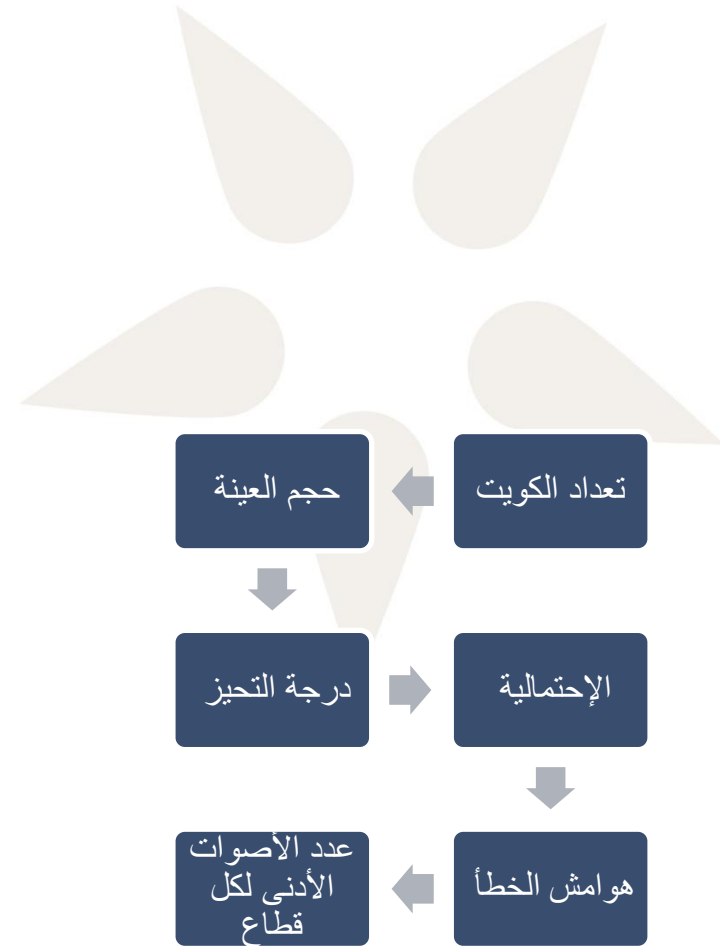 تعداد الكويت
حجم العينة
درجة التحيز
الإحتمالية
هوامش الخطأ
عدد الأصوات
الأدنى لكل
قطاع